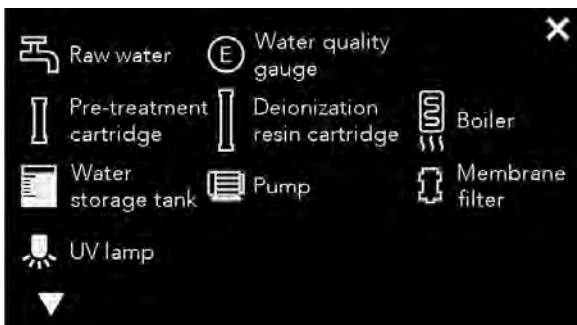 Raw water
E
Water quality
gauge
Pre-treatment
cartridge
Deionization
resin cartridge
Boiler
Water
storage tank
Pump
Membrane
filter
UV lamp